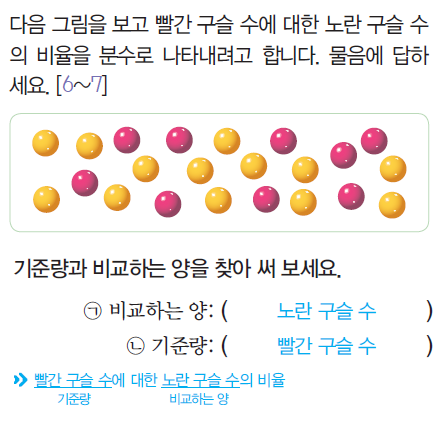 다음 그림을 보고 빨간 구슬 수에 대한 노란 구슬 수
의 비율을 분수로 나타내려고 합니다. 물음에 답하
세요. [6~7]
기준량과 비교하는 양을 찾아 써 보세요.
㉠ 비교하는 양: ( 노란 구슬 수 )
㉡ 기준량: ( 빨간 구슬 수 )
» 빨간 구슬 수에 대한 노란 구슬 수의 비율
기준량 비교하는 양